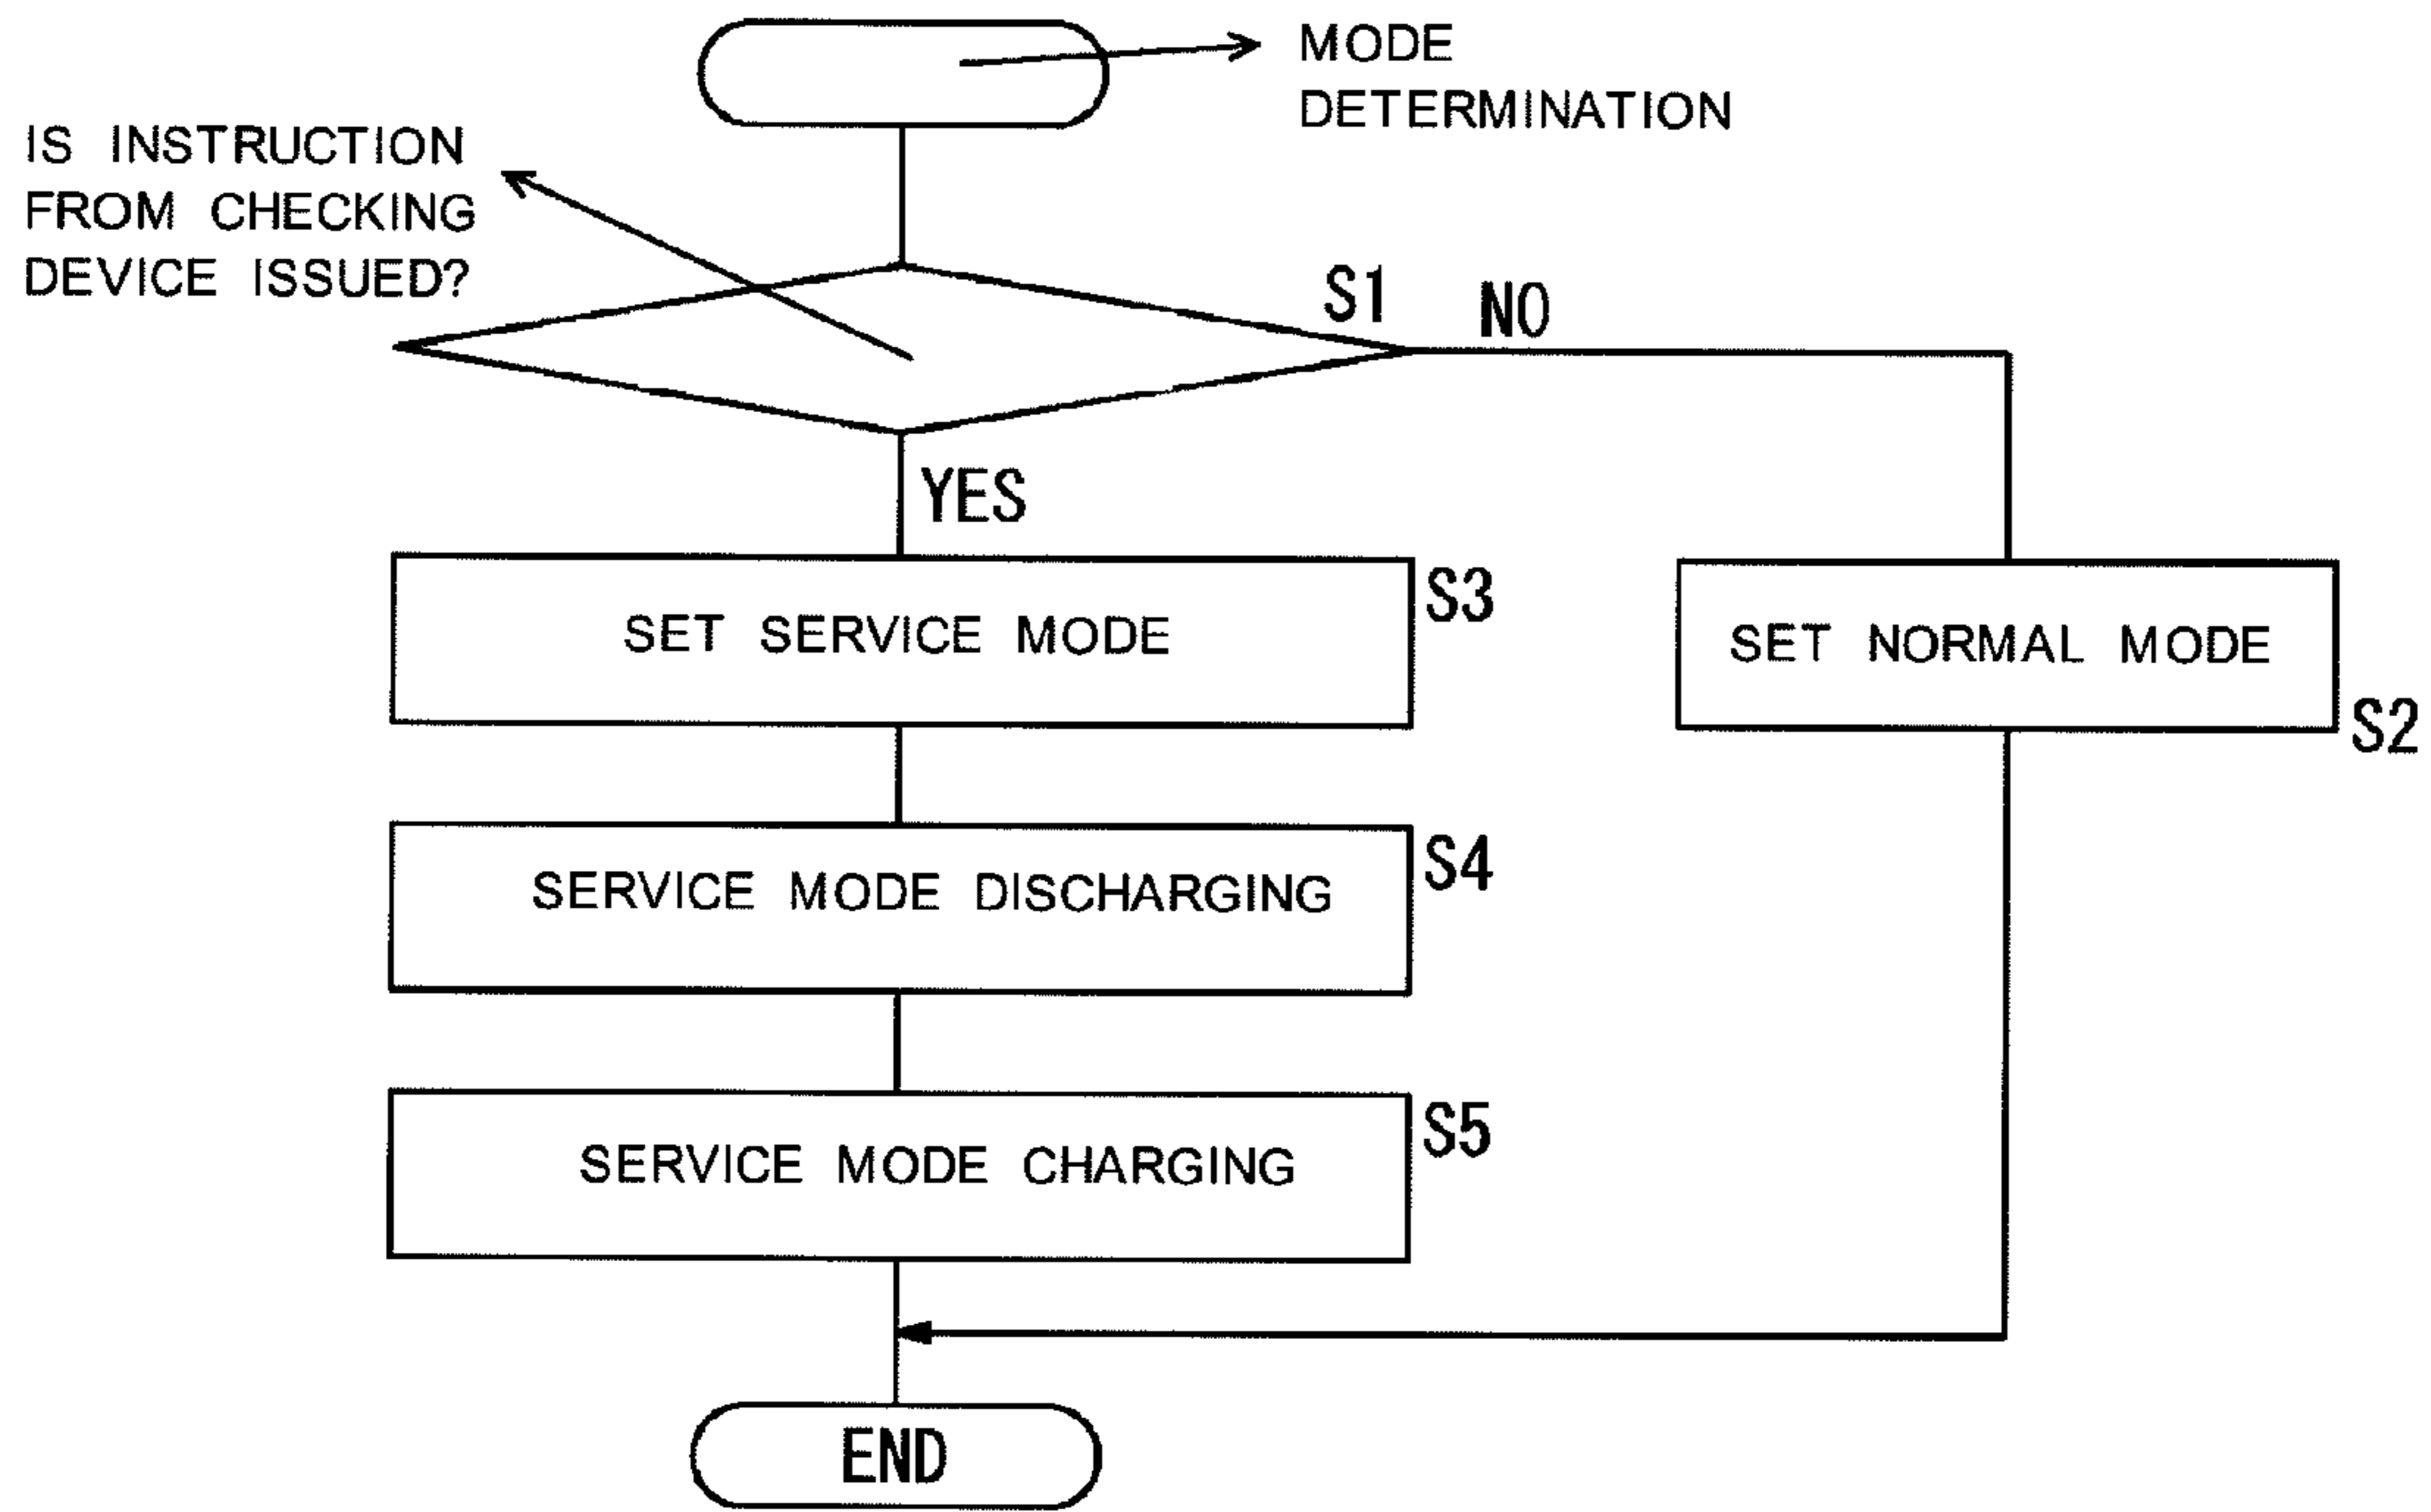 MODE
DETERMINATION
IS INSTRUCTION
FROM CHECKING
DEVICE ISSUED?
S1
NO
YES
SET SERVICE MODE
S3
SET NORMAL MODE
S2
SERVICE MODE DISCHARGING
S4
SERVICE MODE CHARGING
S5
END